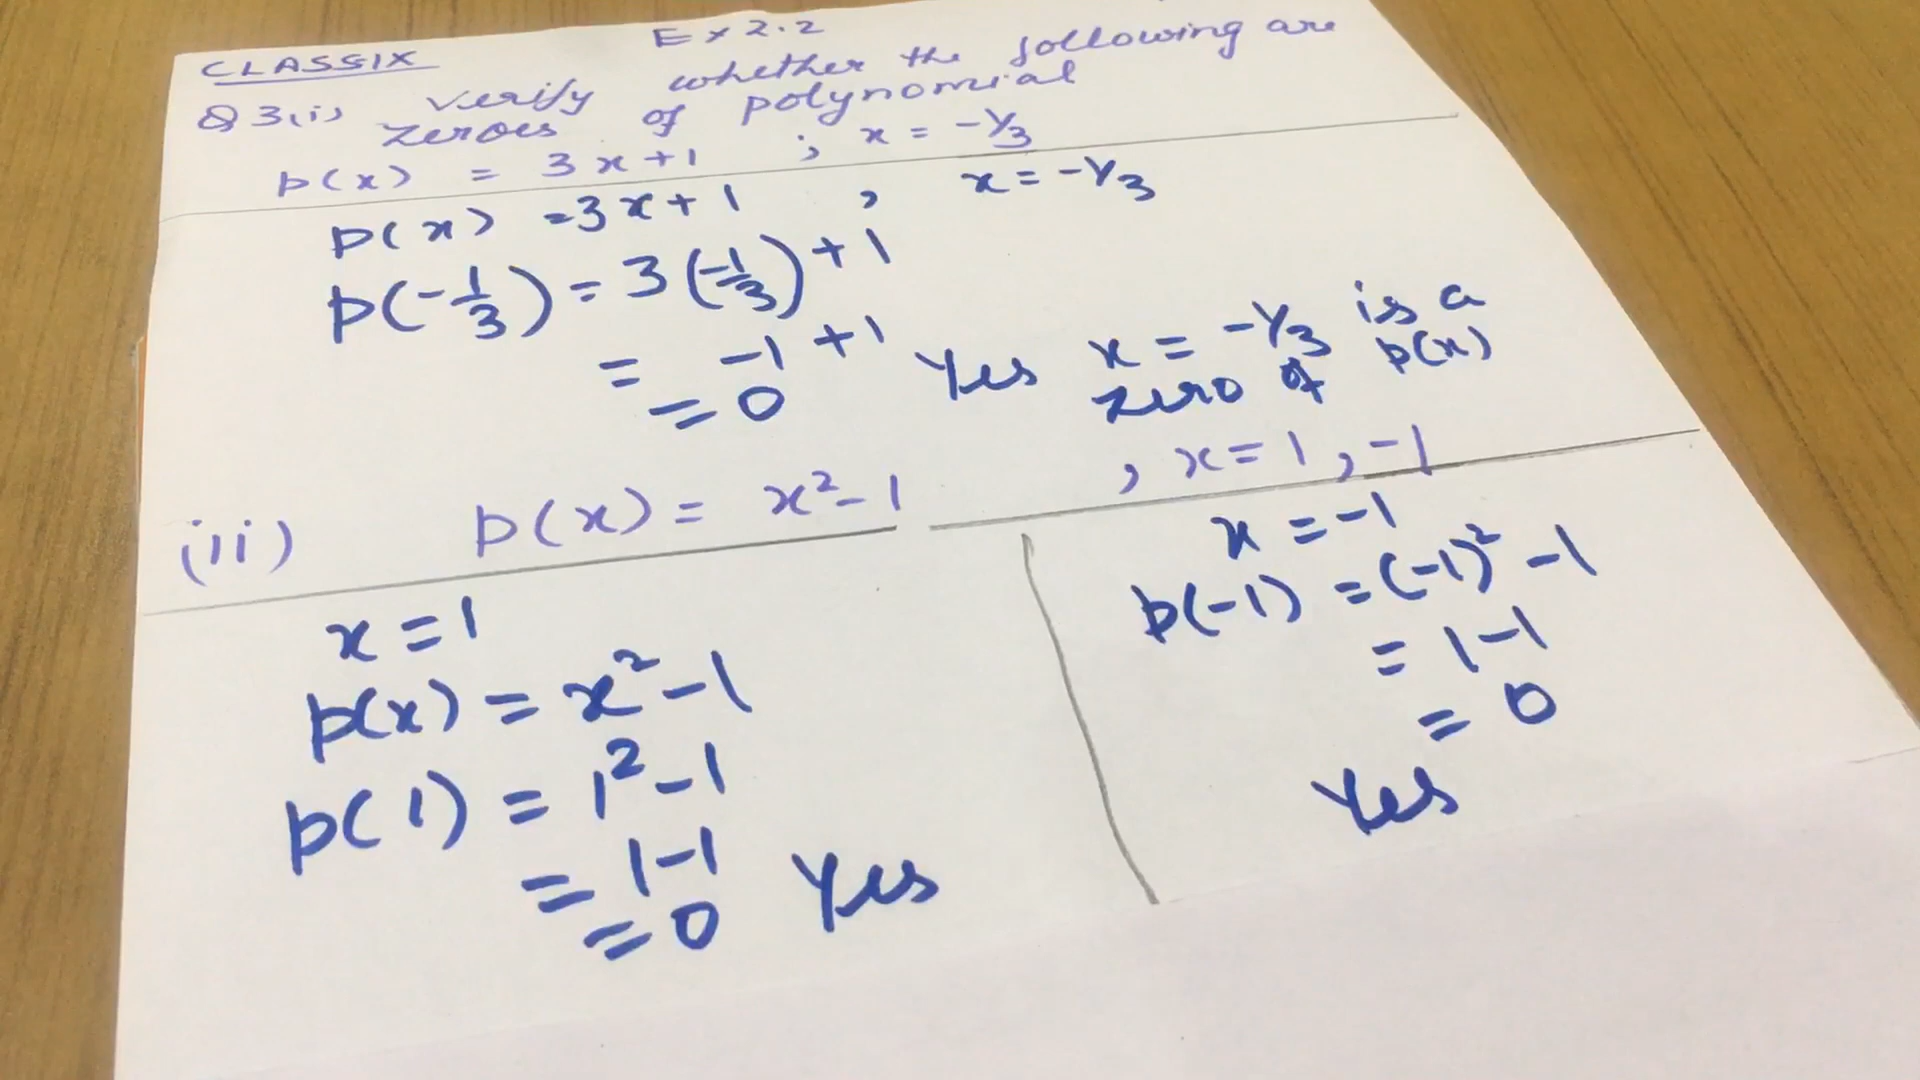 CLASS IX Ex 2.2
Q 3(i) Verify whether the following are
zeroes of polynomial
p(x) = 3x+1 ; x = -1/3
p(x) = 3x+1 , x = -1/3
p(-1/3) = 3(-1/3)+1
= -1+1
= 0 Yes x = -1/3 is a
zero of p(x)
(ii) p(x) = x²-1 , x=1,-1
x = 1
p(x) = x²-1
p(1) = 1²-1
= 1-1
= 0 Yes
x = -1
p(-1) = (-1)²-1
= 1-1
= 0
Yes